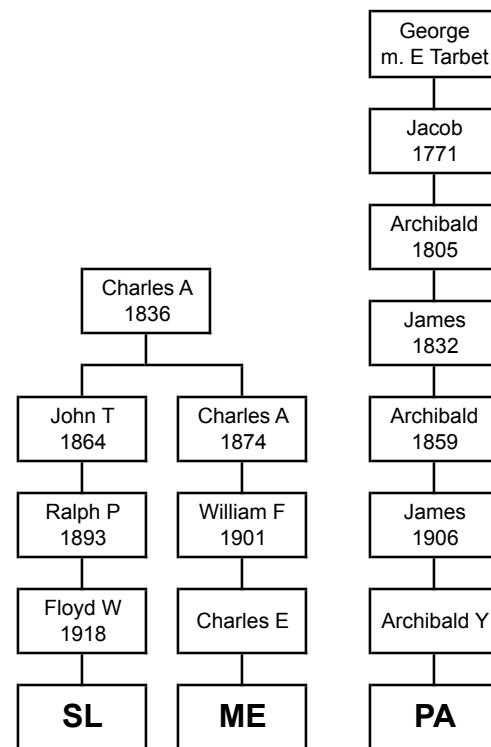 George
m. E Tarbet
Jacob
1771
Archibald
1805
Charles A
1836
James
1832
John T
1864
Charles A
1874
Archibald
1859
Ralph P
1893
William F
1901
James
1906
Floyd W
1918
Charles E
Archibald Y
SL
ME
PA